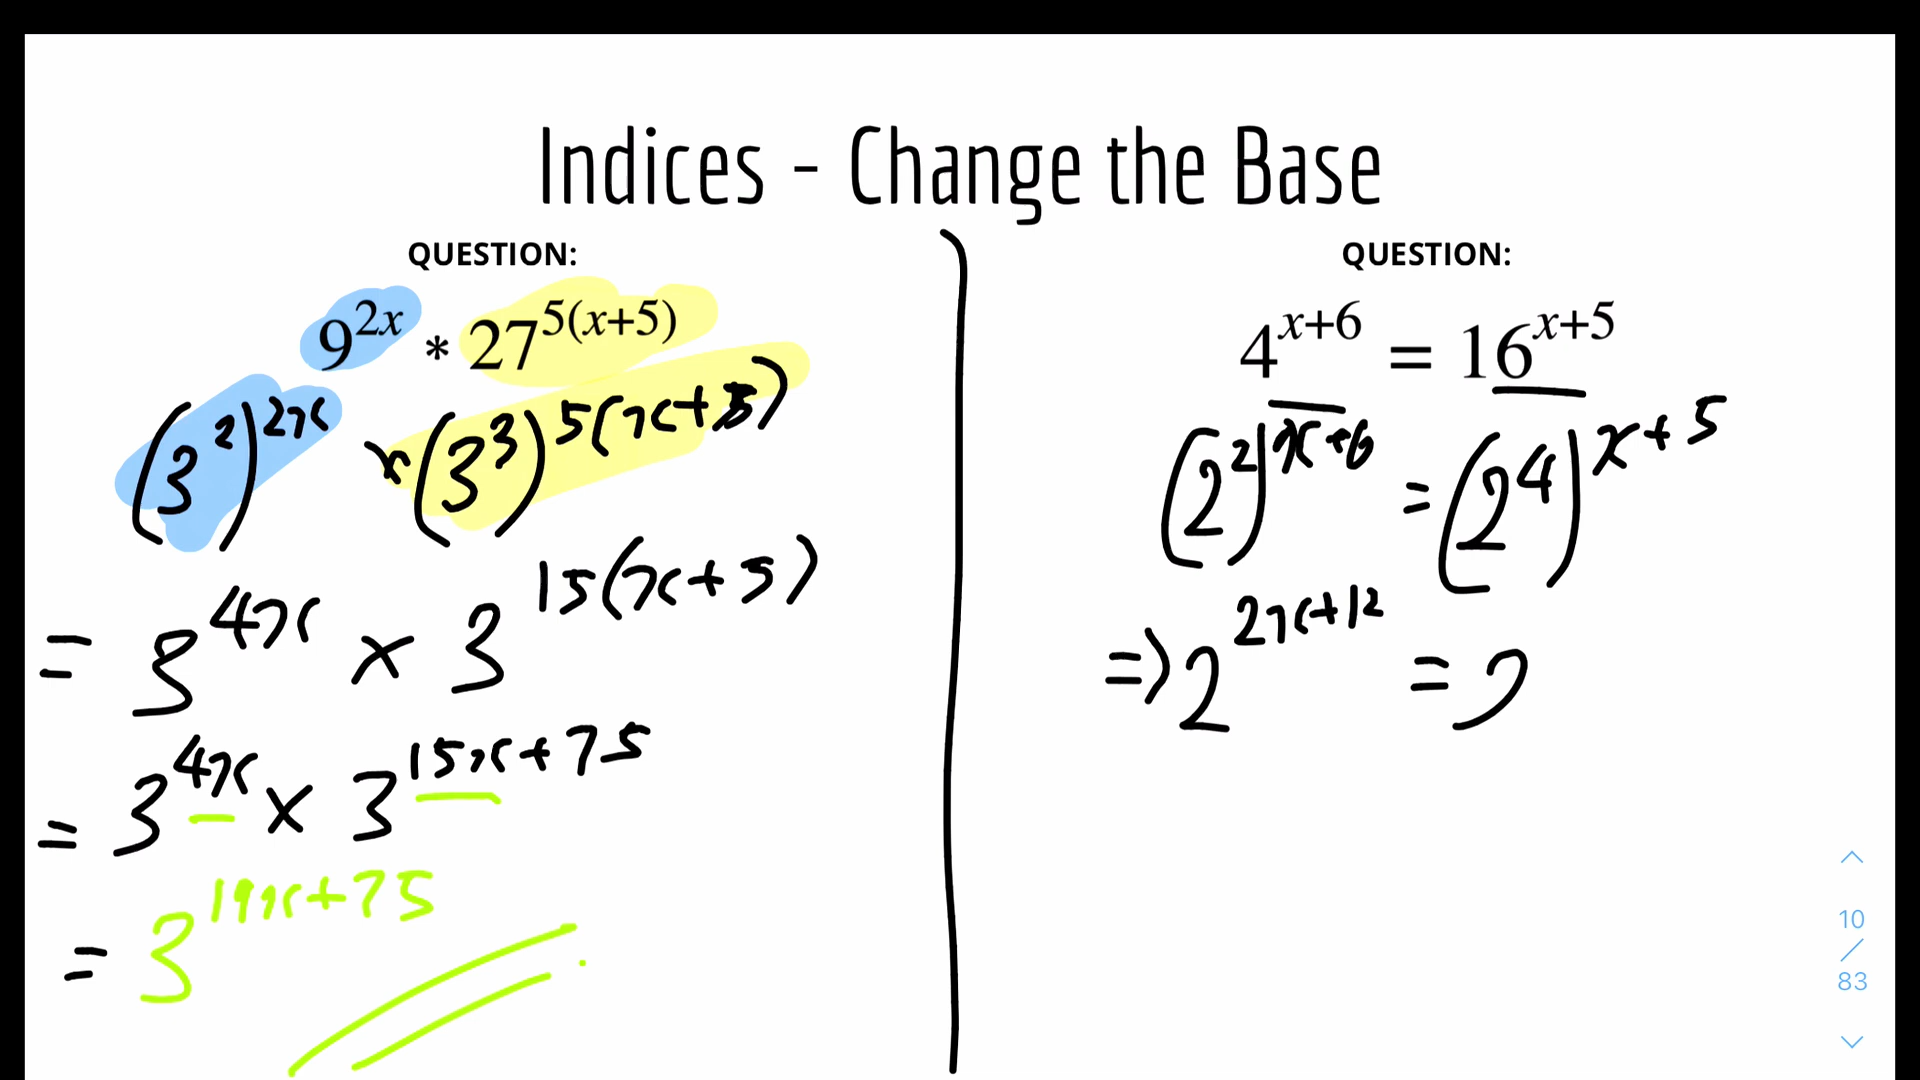 Indices - Change the Base
QUESTION:
9^{2x} * 27^{5(x+5)}
(3^2)^{2x} × (3^3)^{5(x+5)}
= 3^{4x} × 3^{15(x+5)}
= 3^{4x} × 3^{15x+75}
= 3^{19x+75}
QUESTION:
4^{x+6} = 16^{x+5}
(2^2)^{x+6} = (2^4)^{x+5}
=> 2^{2x+12} = 2
10
/
83